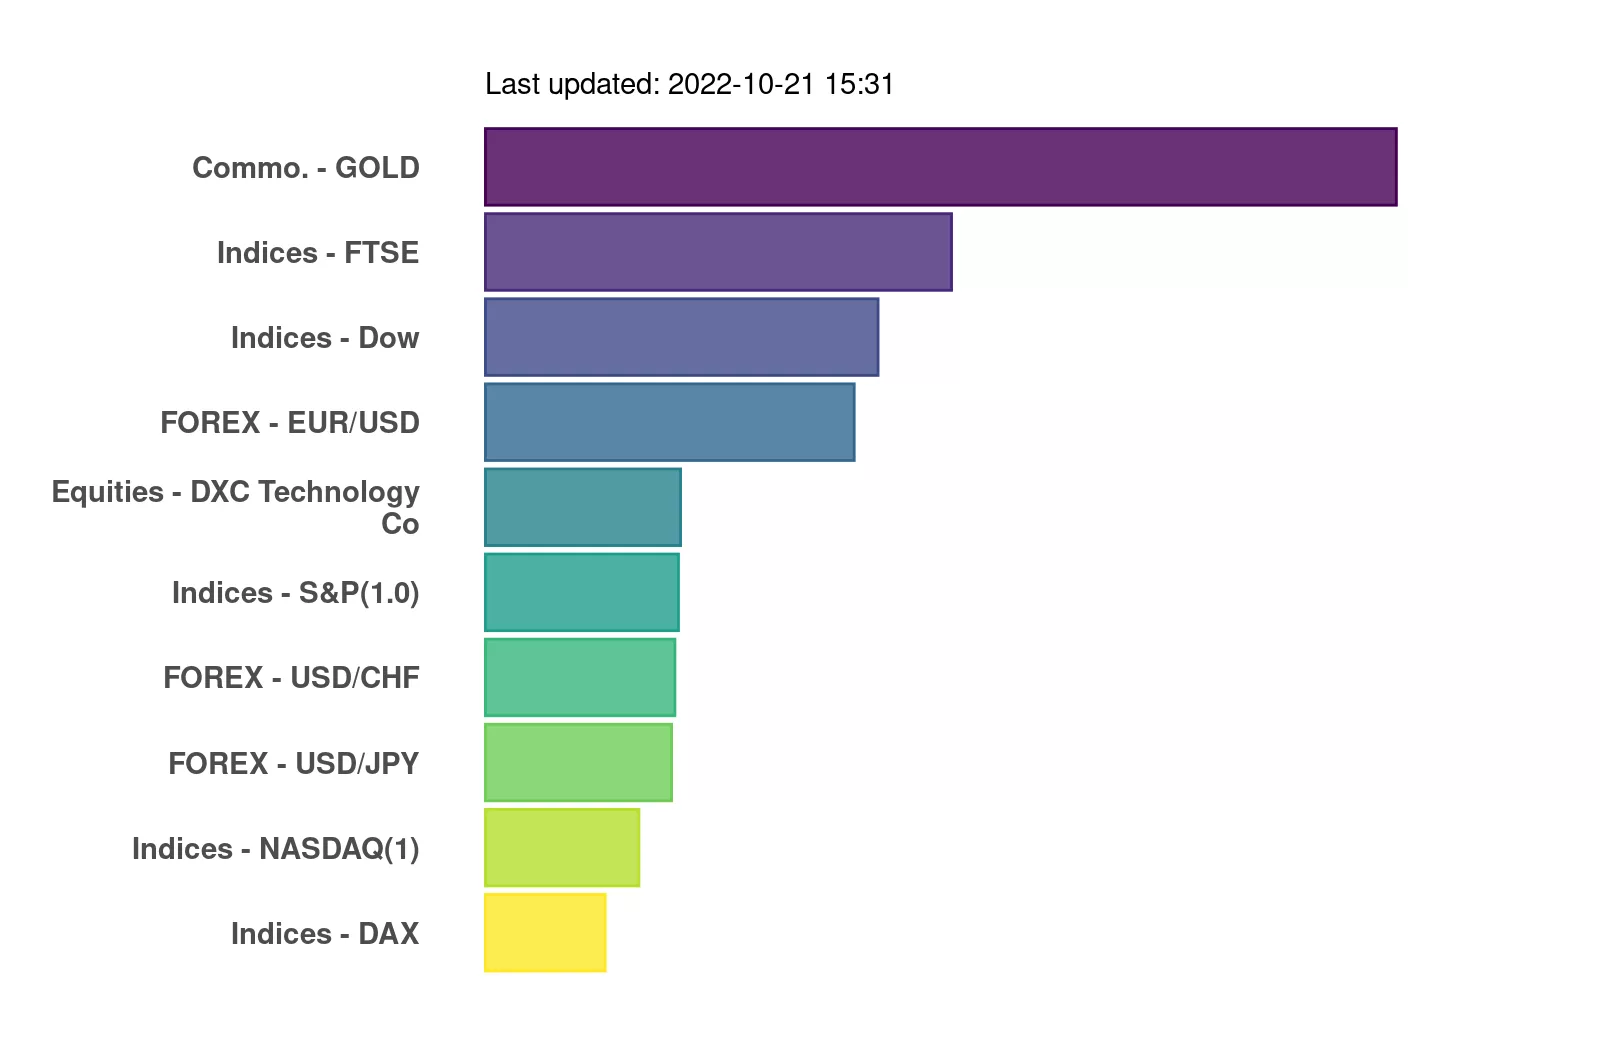 Last updated: 2022-10-21 15:31
Commo. - GOLD
Indices - FTSE
Indices - Dow
FOREX - EUR/USD
Equities - DXC Technology
Co
Indices - S&P(1.0)
FOREX - USD/CHF
FOREX - USD/JPY
Indices - NASDAQ(1)
Indices - DAX